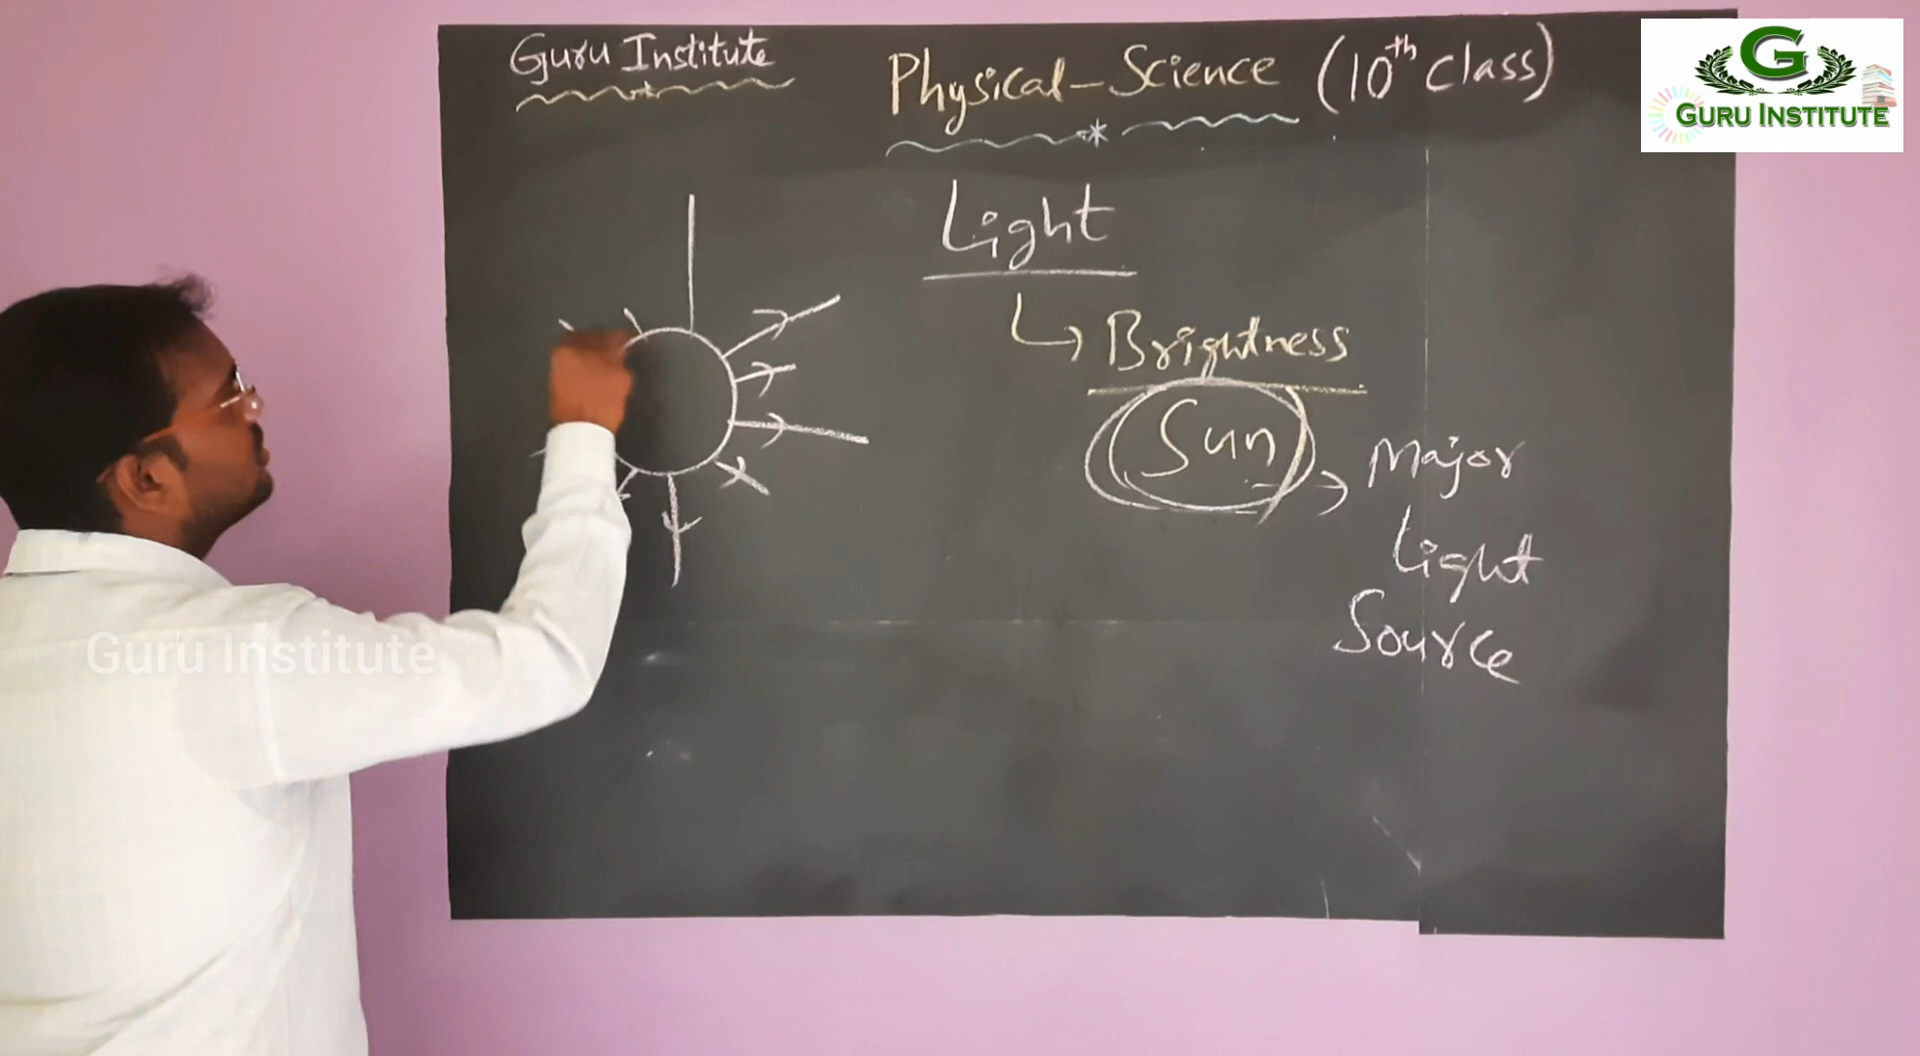 Guru Institute
Physical-Science (10th class)
G
GURU INSTITUTE
Light
Brightness
Sun
Major
Light
Source
Guru Institute